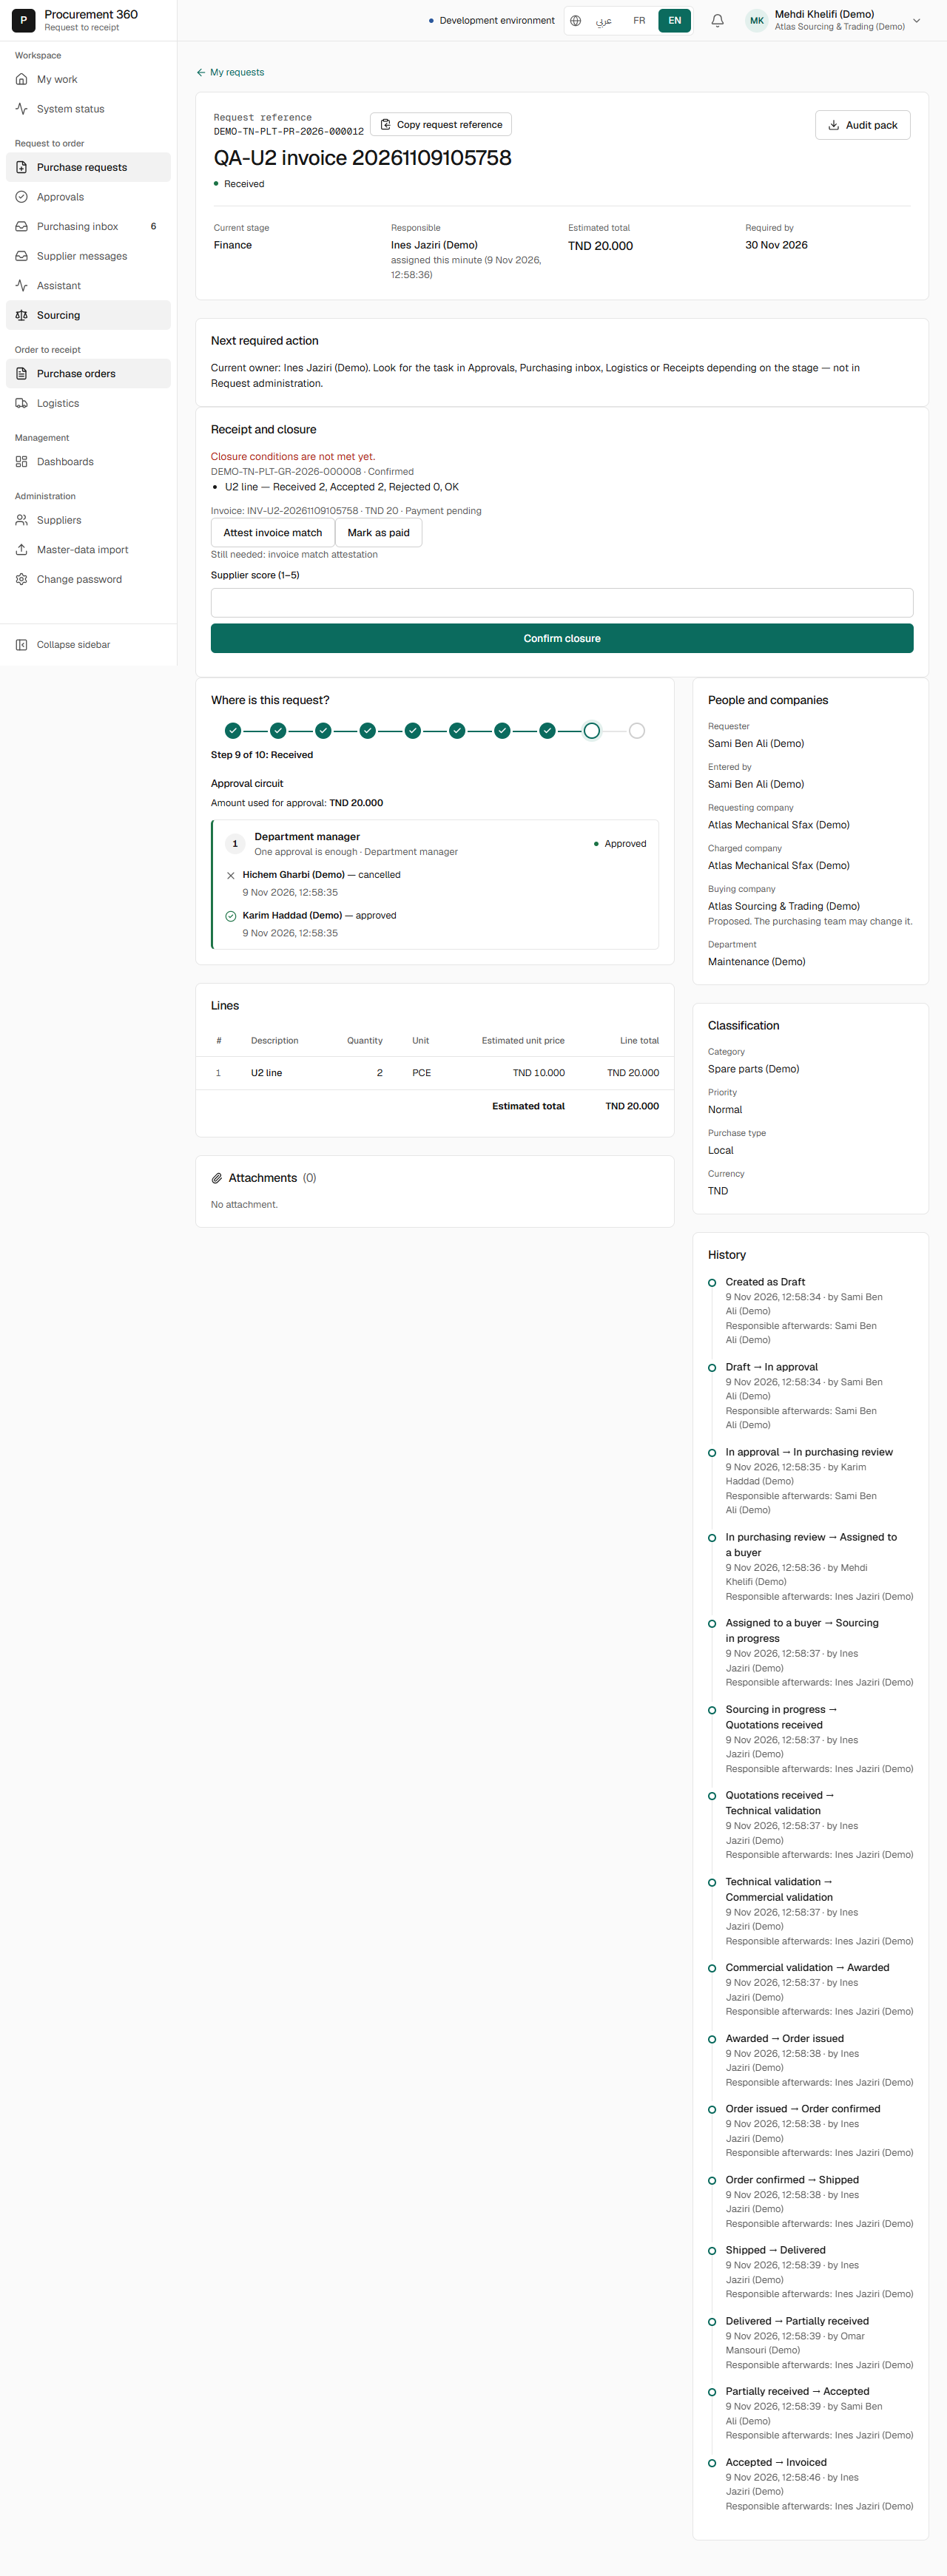 P
Procurement 360
Request to receipt
Development environment
عربي
FR
EN
MK
Mehdi Khelifi (Demo)
Atlas Sourcing & Trading (Demo)
Workspace
My work
System status
Request to order
Purchase requests
Approvals
Purchasing inbox 6
Supplier messages
Assistant
Sourcing
Order to receipt
Purchase orders
Logistics
Management
Dashboards
Administration
Suppliers
Master-data import
Change password
Collapse sidebar
← My requests
Request reference
DEMO-TN-PLT-PR-2026-000012
Copy request reference
Audit pack
QA-U2 invoice 20261109105758
Received
Current stage
Finance
Responsible
Ines Jaziri (Demo)
assigned this minute (9 Nov 2026,
12:58:36)
Estimated total
TND 20.000
Required by
30 Nov 2026
Next required action
Current owner: Ines Jaziri (Demo). Look for the task in Approvals, Purchasing inbox, Logistics or Receipts depending on the stage — not in
Request administration.
Receipt and closure
Closure conditions are not met yet.
DEMO-TN-PLT-GR-2026-000008 · Confirmed
• U2 line — Received 2, Accepted 2, Rejected 0, OK
Invoice: INV-U2-20261109105758 · TND 20 · Payment pending
Attest invoice match
Mark as paid
Still needed: invoice match attestation
Supplier score (1–5)
Confirm closure
Where is this request?
Step 9 of 10: Received
Approval circuit
Amount used for approval: TND 20.000
1
Department manager
One approval is enough · Department manager
Approved
Hichem Gharbi (Demo) — cancelled
9 Nov 2026, 12:58:35
Karim Haddad (Demo) — approved
9 Nov 2026, 12:58:35
Lines
# Description Quantity Unit Estimated unit price Line total
1 U2 line 2 PCE TND 10.000 TND 20.000
Estimated total TND 20.000
Attachments (0)
No attachment.
People and companies
Requester
Sami Ben Ali (Demo)
Entered by
Sami Ben Ali (Demo)
Requesting company
Atlas Mechanical Sfax (Demo)
Charged company
Atlas Mechanical Sfax (Demo)
Buying company
Atlas Sourcing & Trading (Demo)
Proposed. The purchasing team may change it.
Department
Maintenance (Demo)
Classification
Category
Spare parts (Demo)
Priority
Normal
Purchase type
Local
Currency
TND
History
Created as Draft
9 Nov 2026, 12:58:34 · by Sami Ben
Ali (Demo)
Responsible afterwards: Sami Ben
Ali (Demo)
Draft → In approval
9 Nov 2026, 12:58:34 · by Sami Ben
Ali (Demo)
Responsible afterwards: Sami Ben
Ali (Demo)
In approval → In purchasing review
9 Nov 2026, 12:58:35 · by Karim
Haddad (Demo)
Responsible afterwards: Sami Ben
Ali (Demo)
In purchasing review → Assigned to
a buyer
9 Nov 2026, 12:58:36 · by Mehdi
Khelifi (Demo)
Responsible afterwards: Ines Jaziri (Demo)
Assigned to a buyer → Sourcing
in progress
9 Nov 2026, 12:58:37 · by Ines
Jaziri (Demo)
Responsible afterwards: Ines Jaziri (Demo)
Sourcing in progress →
Quotations received
9 Nov 2026, 12:58:37 · by Ines
Jaziri (Demo)
Responsible afterwards: Ines Jaziri (Demo)
Quotations received →
Technical validation
9 Nov 2026, 12:58:37 · by Ines
Jaziri (Demo)
Responsible afterwards: Ines Jaziri (Demo)
Technical validation →
Commercial validation
9 Nov 2026, 12:58:37 · by Ines
Jaziri (Demo)
Responsible afterwards: Ines Jaziri (Demo)
Commercial validation → Awarded
9 Nov 2026, 12:58:37 · by Ines
Jaziri (Demo)
Responsible afterwards: Ines Jaziri (Demo)
Awarded → Order issued
9 Nov 2026, 12:58:38 · by Ines
Jaziri (Demo)
Responsible afterwards: Ines Jaziri (Demo)
Order issued → Order confirmed
9 Nov 2026, 12:58:38 · by Ines
Jaziri (Demo)
Responsible afterwards: Ines Jaziri (Demo)
Order confirmed → Shipped
9 Nov 2026, 12:58:38 · by Ines
Jaziri (Demo)
Responsible afterwards: Ines Jaziri (Demo)
Shipped → Delivered
9 Nov 2026, 12:58:39 · by Ines
Jaziri (Demo)
Responsible afterwards: Ines Jaziri (Demo)
Delivered → Partially received
9 Nov 2026, 12:58:39 · by Omar
Mansouri (Demo)
Responsible afterwards: Ines Jaziri (Demo)
Partially received → Accepted
9 Nov 2026, 12:58:39 · by Sami Ben
Ali (Demo)
Responsible afterwards: Ines Jaziri (Demo)
Accepted → Invoiced
9 Nov 2026, 12:58:46 · by Ines
Jaziri (Demo)
Responsible afterwards: Ines Jaziri (Demo)